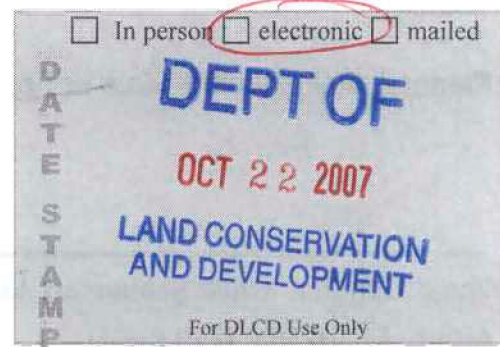 ☐ In person ☐ electronic ☐ mailed
DATE STAMP
DEPT OF
OCT 22 2007
LAND CONSERVATION
AND DEVELOPMENT
For DLCD Use Only